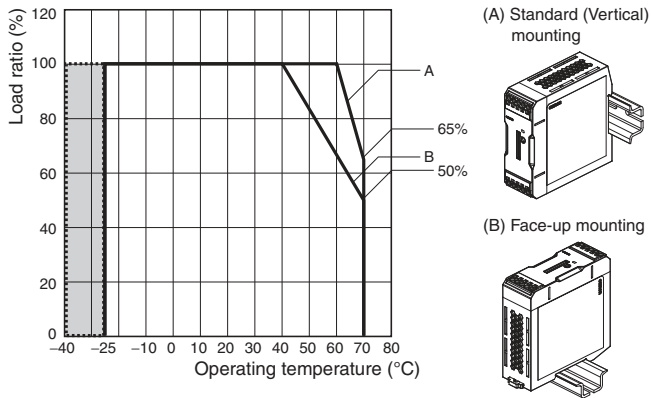 Load ratio (%)
120
100
80
60
40
20
0
–40 –25 –10 0 10 20 30 40 50 60 70 80
Operating temperature (°C)
A
65%
B
50%
(A) Standard (Vertical)
mounting
(B) Face-up mounting